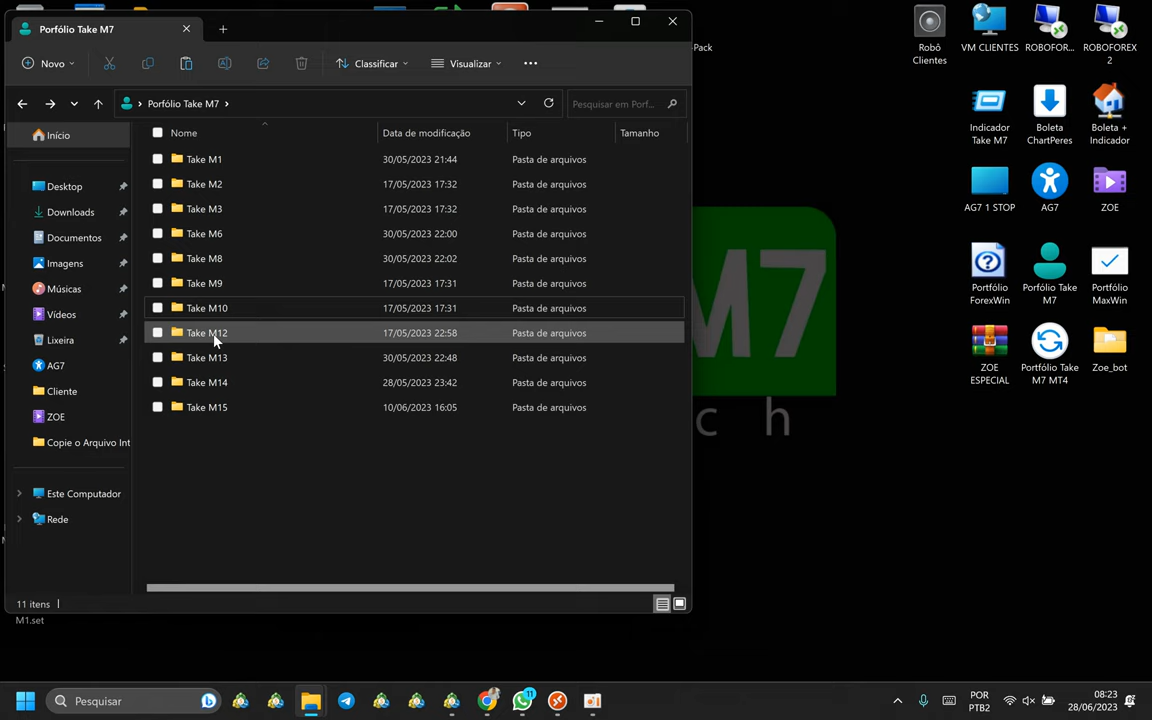 Porfólio Take M7
Novo
Classificar
Visualizar
Porfólio Take M7
Pesquisar em Porf...
Início
Desktop
Downloads
Documentos
Imagens
Músicas
Vídeos
Lixeira
AG7
Cliente
ZOE
Copie o Arquivo Int
Este Computador
Rede
Nome Data de modificação Tipo Tamanho
Take M1 30/05/2023 21:44 Pasta de arquivos
Take M2 17/05/2023 17:32 Pasta de arquivos
Take M3 17/05/2023 17:32 Pasta de arquivos
Take M6 30/05/2023 22:00 Pasta de arquivos
Take M8 30/05/2023 22:02 Pasta de arquivos
Take M9 17/05/2023 17:31 Pasta de arquivos
Take M10 17/05/2023 17:31 Pasta de arquivos
Take M12 17/05/2023 22:58 Pasta de arquivos
Take M13 30/05/2023 22:48 Pasta de arquivos
Take M14 28/05/2023 23:42 Pasta de arquivos
Take M15 10/06/2023 16:05 Pasta de arquivos
11 itens
M1.set
-Pack
M7
c h
Robô
Clientes
VM CLIENTES
ROBOFOR...
ROBOFOREX
2
Indicador
Take M7
Boleta
ChartPeres
Boleta +
Indicador
AG7 1 STOP
AG7
ZOE
Portfólio
ForexWin
Portfólio Take
M7
Portfólio
MaxWin
ZOE
ESPECIAL
Portfólio Take
M7 MT4
Zoe_bot
Pesquisar
11
POR
PTB2
08:23
28/06/2023